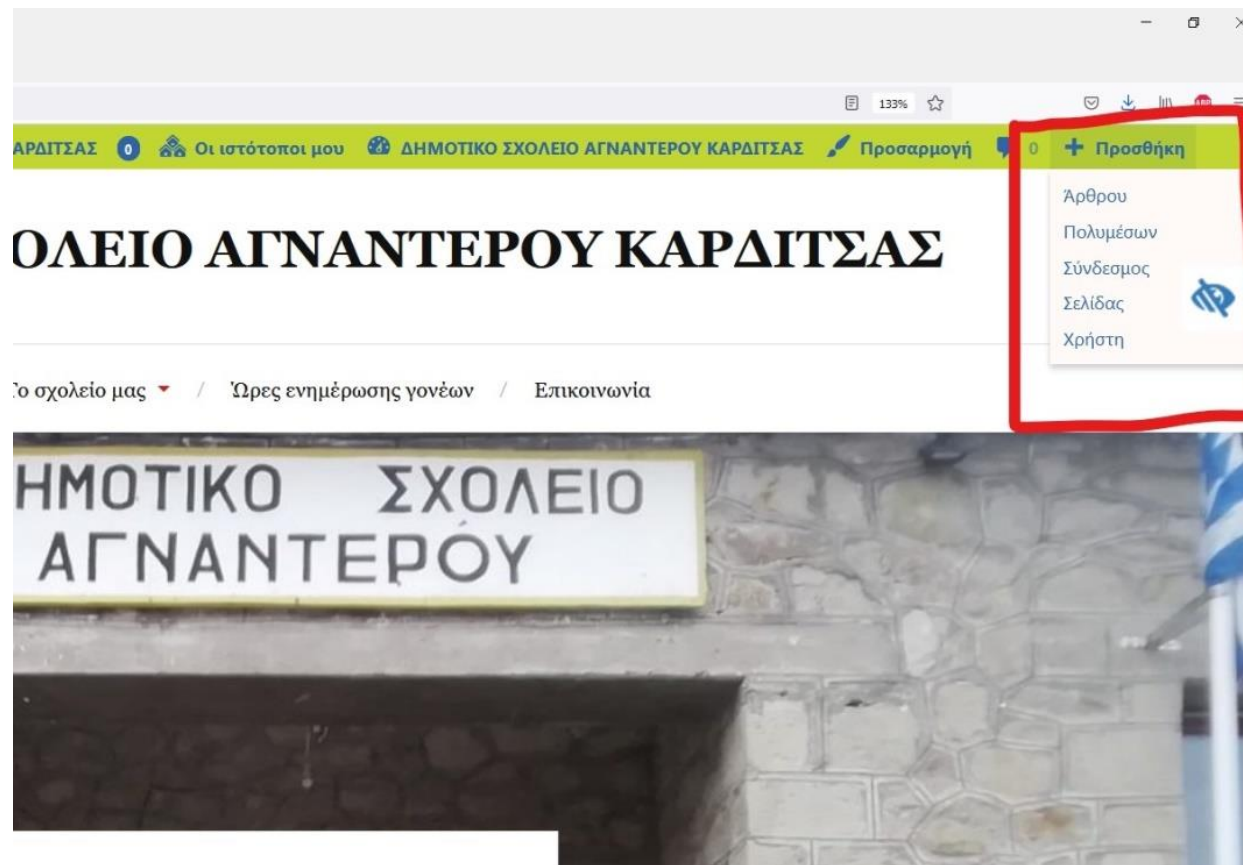 133%
ΑΡΔΙΤΣΑΣ 0 Οι ιστότοποι μου ΔΗΜΟΤΙΚΟ ΣΧΟΛΕΙΟ ΑΓΝΑΝΤΕΡΟΥ ΚΑΡΔΙΤΣΑΣ Προσαρμογή 0 + Προσθήκη
Άρθρου
Πολυμέσων
Σύνδεσμος
Σελίδας
Χρήστη
ΟΛΕΙΟ ΑΓΝΑΝΤΕΡΟΥ ΚΑΡΔΙΤΣΑΣ
Το σχολείο μας / Ώρες ενημέρωσης γονέων / Επικοινωνία
ΗΜΟΤΙΚΟ ΣΧΟΛΕΙΟ
ΑΓΝΑΝΤΕΡΟΥ